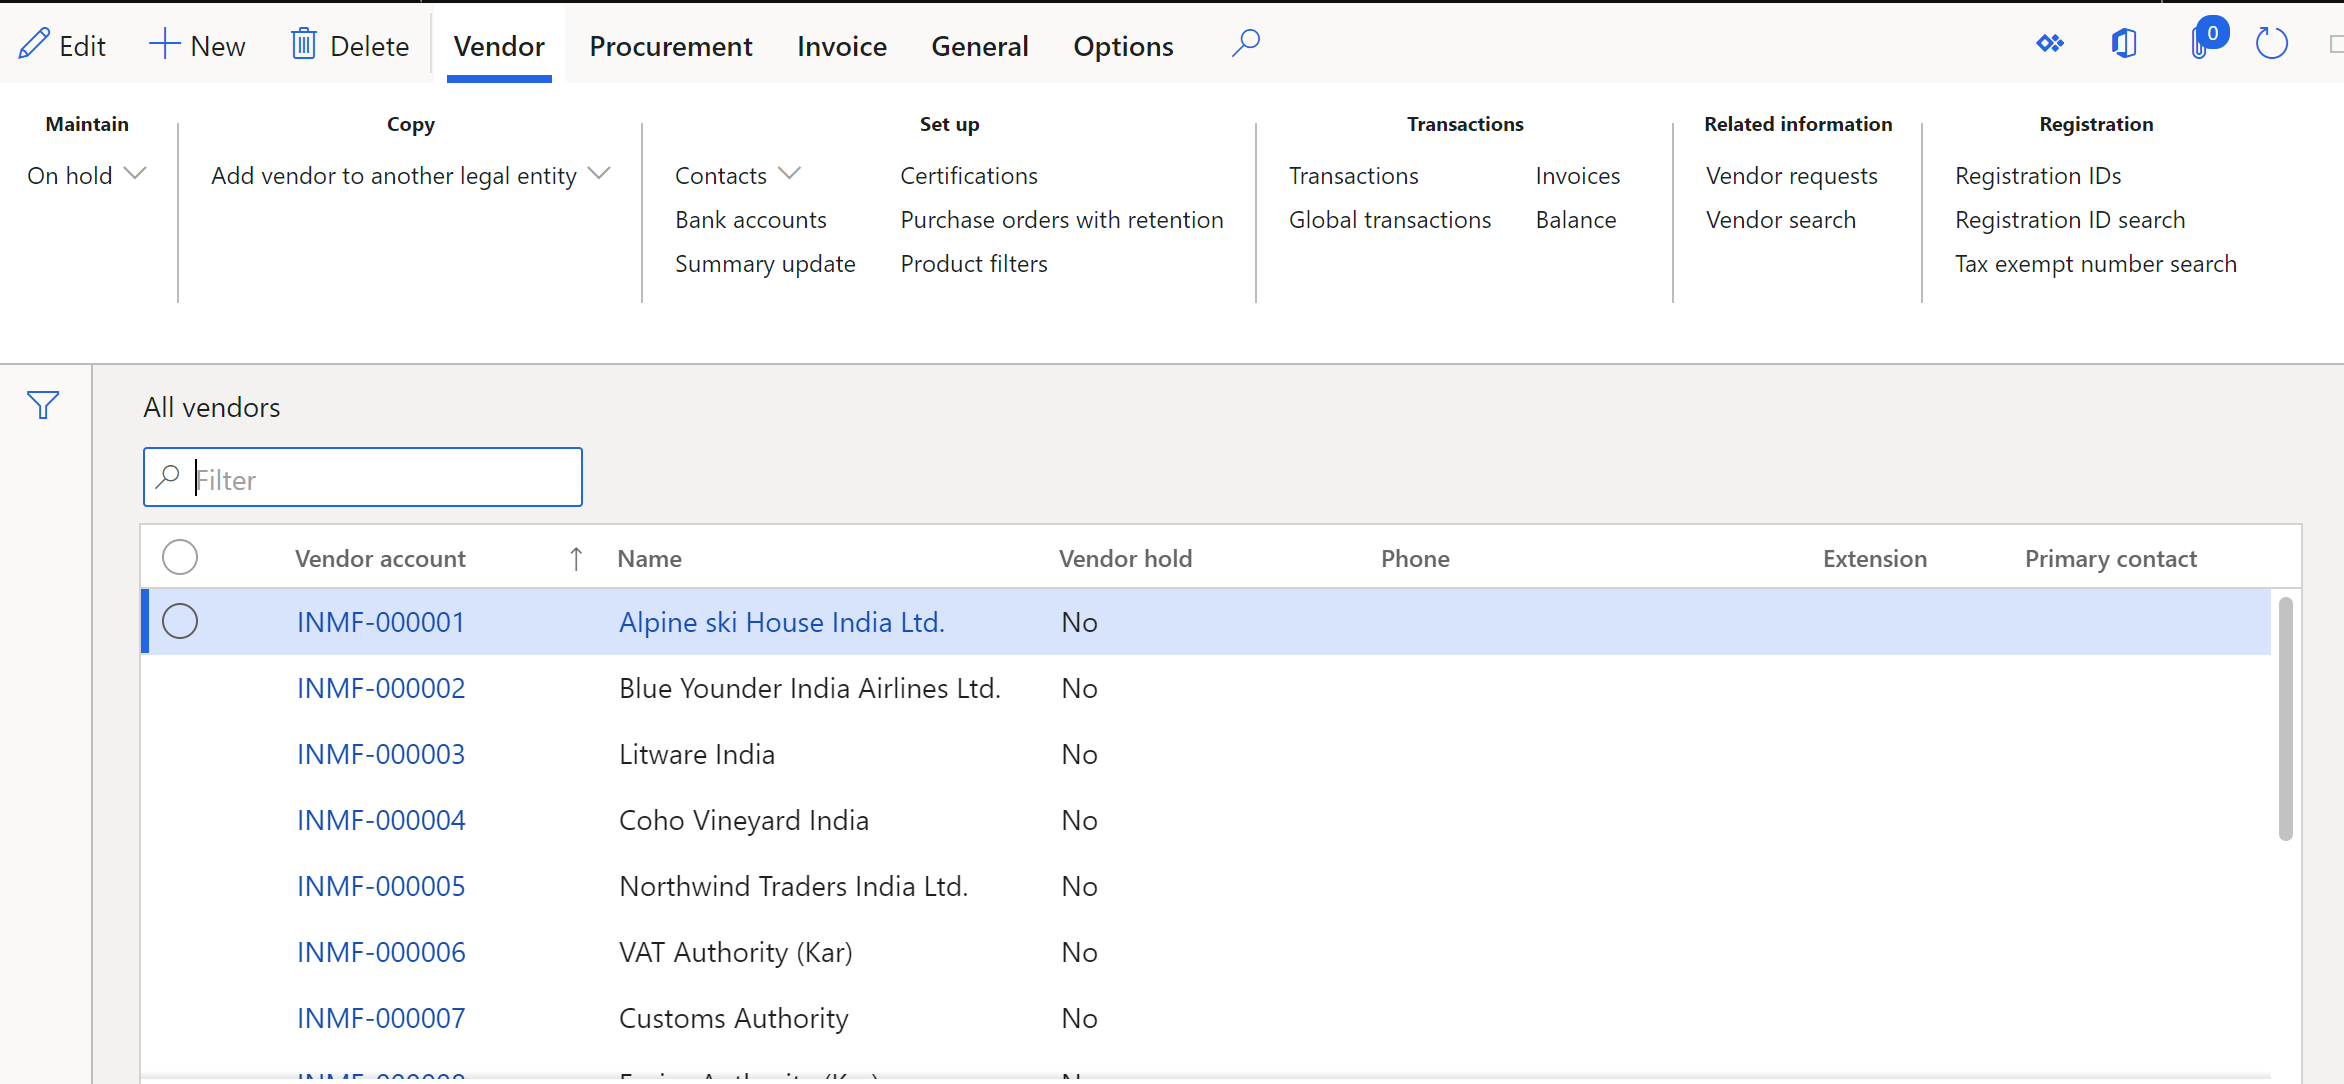 Edit New Delete Vendor Procurement Invoice General Options 0
Maintain Copy Set up Transactions Related information Registration
On hold Add vendor to another legal entity Contacts Certifications Transactions Invoices Vendor requests Registration IDs
Bank accounts Purchase orders with retention Global transactions Balance Vendor search Registration ID search
Summary update Product filters Tax exempt number search
All vendors
Filter
Vendor account Name Vendor hold Phone Extension Primary contact
INMF-000001 Alpine ski House India Ltd. No
INMF-000002 Blue Younder India Airlines Ltd. No
INMF-000003 Litware India No
INMF-000004 Coho Vineyard India No
INMF-000005 Northwind Traders India Ltd. No
INMF-000006 VAT Authority (Kar) No
INMF-000007 Customs Authority No